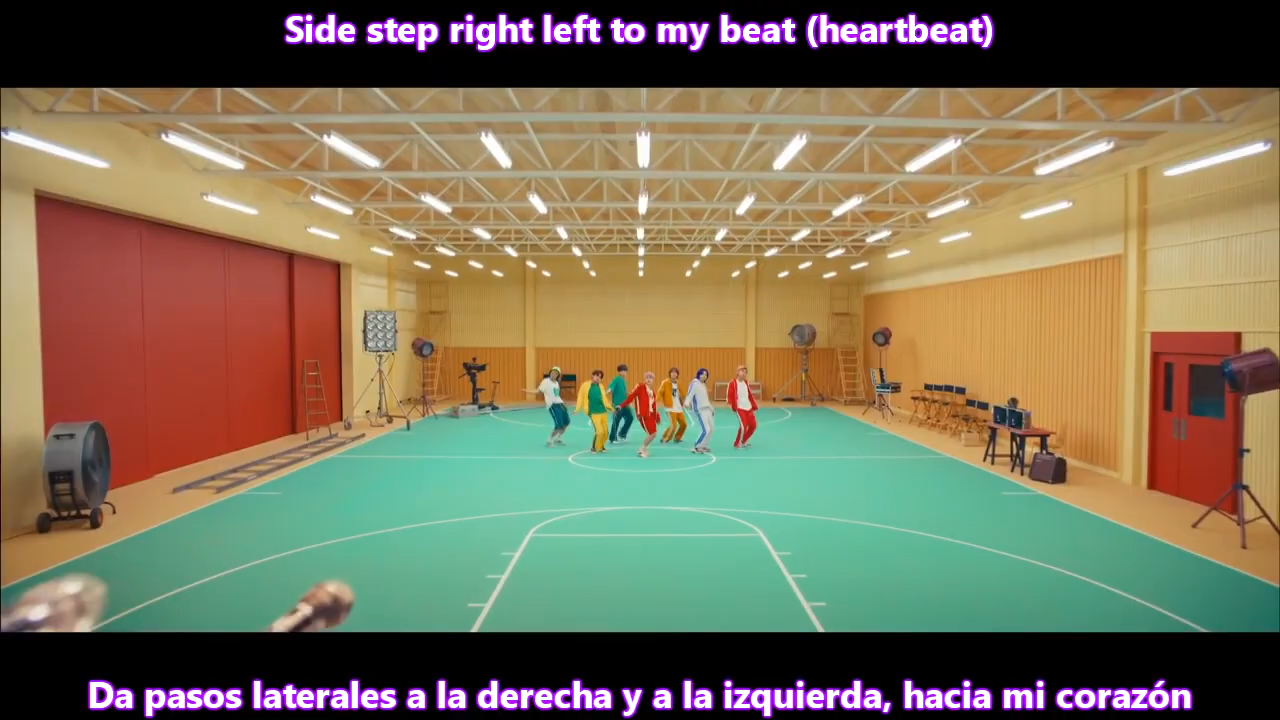 Side step right left to my beat (heartbeat)
Da pasos laterales a la derecha y a la izquierda, hacia mi corazón